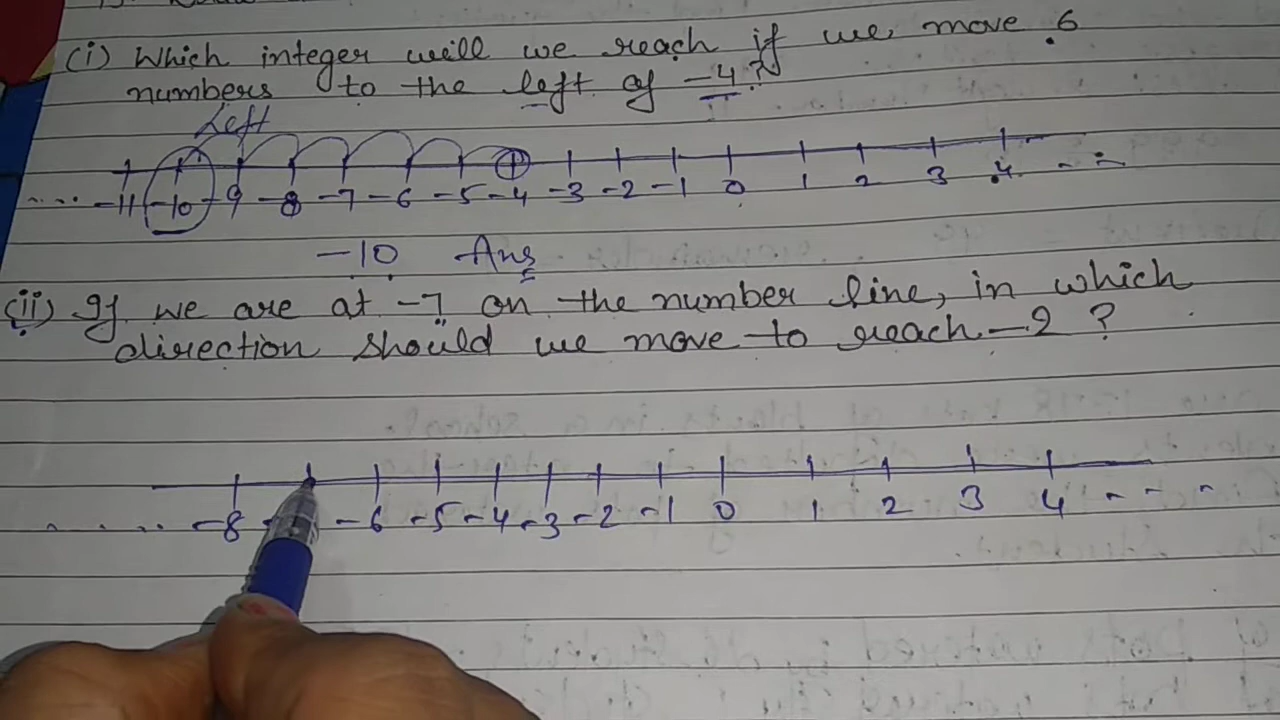 (i) Which integer will we reach if we move 6
numbers to the left of -4?
Left
.... -11 -10 -9 -8 -7 -6 -5 -4 -3 -2 -1 0 1 2 3 4 ...
-10 Ans
(ii) If we are at -7 on the number line, in which
direction should we move to reach -2 ?
.... -8 -6 -5 -4 -3 -2 -1 0 1 2 3 4 ...